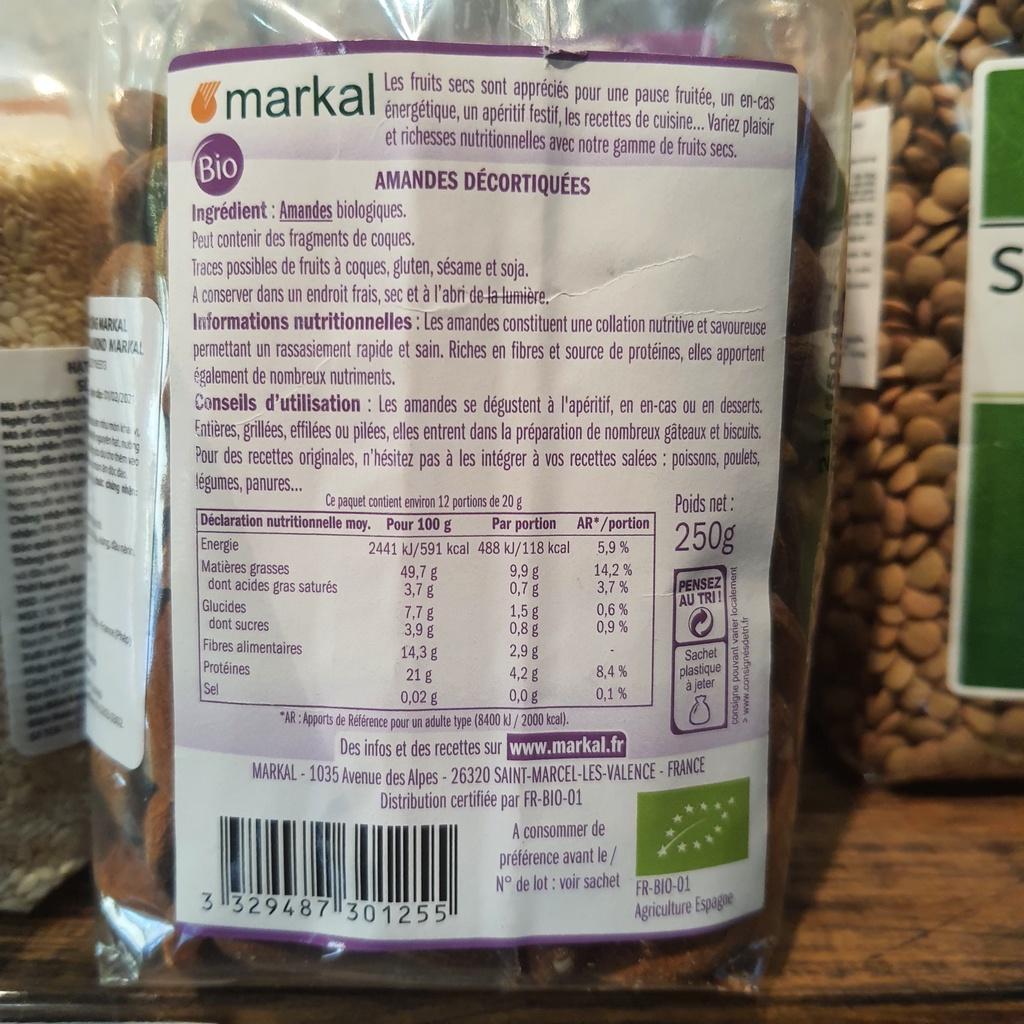 markal
Bio
Les fruits secs sont appréciés pour une pause fruitée, un en-cas
énergétique, un apéritif festif, les recettes de cuisine... Variez plaisir
et richesses nutritionnelles avec notre gamme de fruits secs.
AMANDES DÉCORTIQUÉES
Ingrédient : Amandes biologiques.
Peut contenir des fragments de coques.
Traces possibles de fruits à coques, gluten, sésame et soja.
A conserver dans un endroit frais, sec et à l'abri de la lumière.
Informations nutritionnelles : Les amandes constituent une collation nutritive et savoureuse
permettant un rassasiement rapide et sain. Riches en fibres et source de protéines, elles apportent
également de nombreux nutriments.
Conseils d'utilisation : Les amandes se dégustent à l'apéritif, en en-cas ou en desserts.
Entières, grillées, effilées ou pilées, elles entrent dans la préparation de nombreux gâteaux et biscuits.
Pour des recettes originales, n'hésitez pas à les intégrer à vos recettes salées : poissons, poulets,
légumes, panures...
Ce paquet contient environ 12 portions de 20 g
Déclaration nutritionnelle moy. Pour 100 g Par portion AR*/portion
Energie 2441 kJ/591 kcal 488 kJ/118 kcal 5,9 %
Matières grasses 49,7 g 9,9 g 14,2 %
dont acides gras saturés 3,7 g 0,7 g 3,7 %
Glucides 7,7 g 1,5 g 0,6 %
dont sucres 3,9 g 0,8 g 0,9 %
Fibres alimentaires 14,3 g 2,9 g -
Protéines 21 g 4,2 g 8,4 %
Sel 0,02 g 0,0 g 0,1 %
*AR : Apports de Référence pour un adulte type (8400 kJ / 2000 kcal).
Poids net :
250g
PENSEZ
AU TRI !
Sachet
plastique
à jeter
consigne pouvant varier localement
> www.consignesdetri.fr
Des infos et des recettes sur www.markal.fr
MARKAL - 1035 Avenue des Alpes - 26320 SAINT-MARCEL-LES-VALENCE - FRANCE
Distribution certifiée par FR-BIO-01
A consommer de
préférence avant le /
N° de lot : voir sachet
FR-BIO-01
Agriculture Espagne
3 329487 301255
MARKAL
MARKAL
S